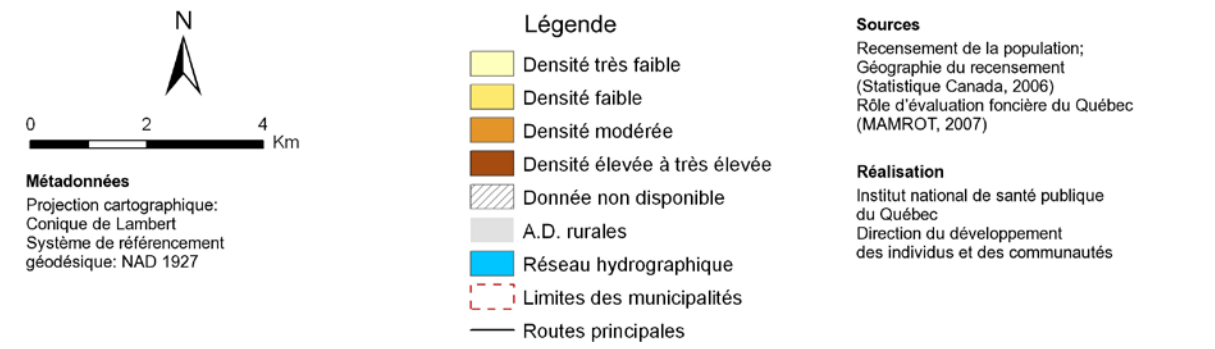 N
0 2 4
Km
Métadonnées
Projection cartographique:
Conique de Lambert
Système de référencement
géodésique: NAD 1927
Légende
Densité très faible
Densité faible
Densité modérée
Densité élevée à très élevée
Donnée non disponible
A.D. rurales
Réseau hydrographique
Limites des municipalités
Routes principales
Sources
Recensement de la population;
Géographie du recensement
(Statistique Canada, 2006)
Rôle d'évaluation foncière du Québec
(MAMROT, 2007)
Réalisation
Institut national de santé publique
du Québec
Direction du développement
des individus et des communautés